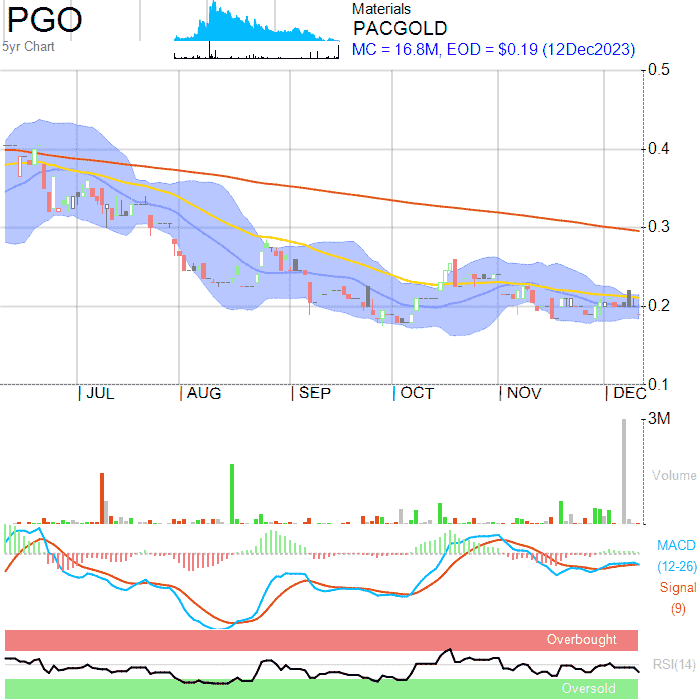 PGO
5yr Chart
Materials
PACGOLD
MC = 16.8M, EOD = $0.19 (12Dec2023)
0.5
0.4
0.3
0.2
0.1
JUL AUG SEP OCT NOV DEC
3M
Volume
MACD
(12-26)
Signal
(9)
Overbought
RSI(14)
Oversold